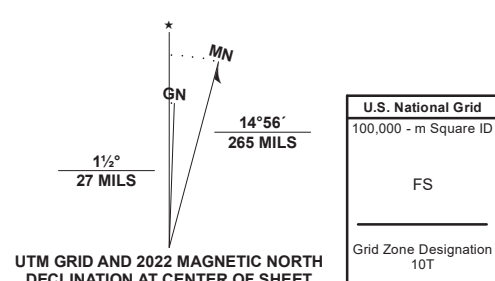 ★
MN
GN
14°56´
265 MILS
1½°
27 MILS
UTM GRID AND 2022 MAGNETIC NORTH
DECLINATION AT CENTER OF SHEET
U.S. National Grid
100,000 - m Square ID
FS
Grid Zone Designation
10T